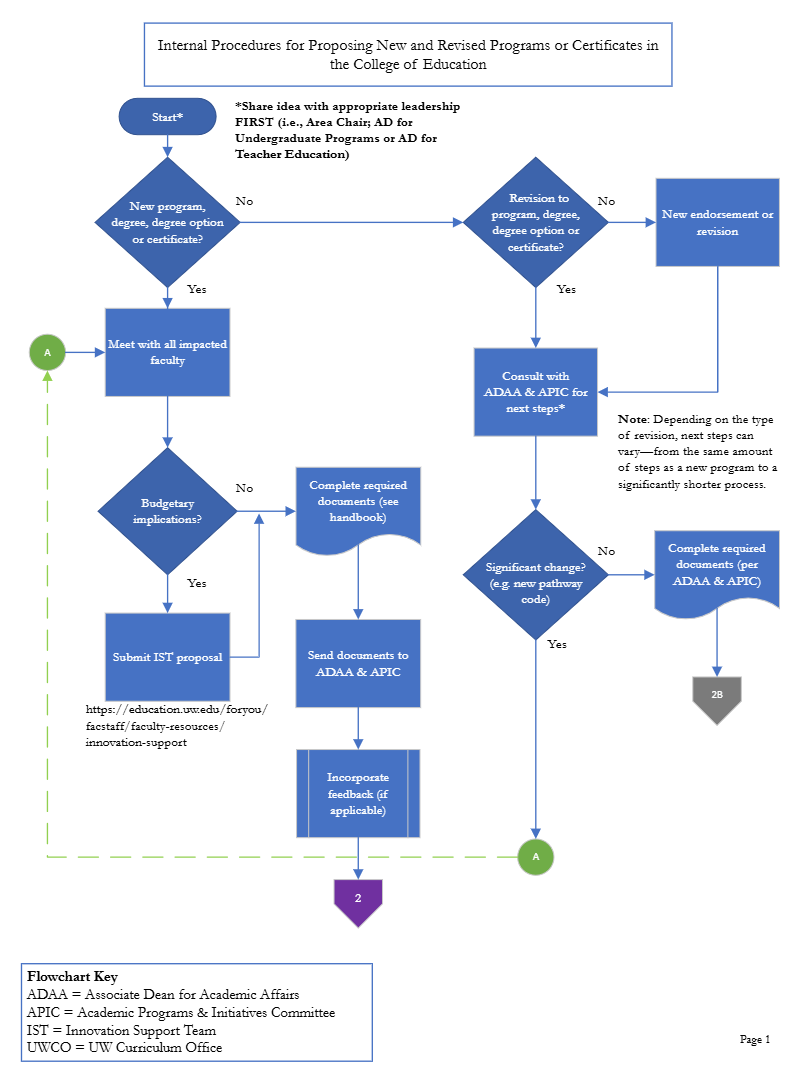 Internal Procedures for Proposing New and Revised Programs or Certificates in
the College of Education
Start*
*Share idea with appropriate leadership
FIRST (i.e., Area Chair; AD for
Undergraduate Programs or AD for
Teacher Education)
New program,
degree, degree option
or certificate?
No
Yes
Revision to
program, degree,
degree option or
certificate?
No
Yes
New endorsement or
revision
A
Meet with all impacted
faculty
Consult with
ADAA & APIC for
next steps*
Note: Depending on the type
of revision, next steps can
vary—from the same amount
of steps as a new program to a
significantly shorter process.
Budgetary
implications?
No
Yes
Complete required
documents (see
handbook)
Significant change?
(e.g. new pathway
code)
No
Yes
Complete required
documents (per
ADAA & APIC)
Submit IST proposal
https://education.uw.edu/foryou/
facstaff/faculty-resources/
innovation-support
Send documents to
ADAA & APIC
2B
Incorporate
feedback (if
applicable)
A
2
Flowchart Key
ADAA = Associate Dean for Academic Affairs
APIC = Academic Programs & Initiatives Committee
IST = Innovation Support Team
UWCO = UW Curriculum Office
Page 1